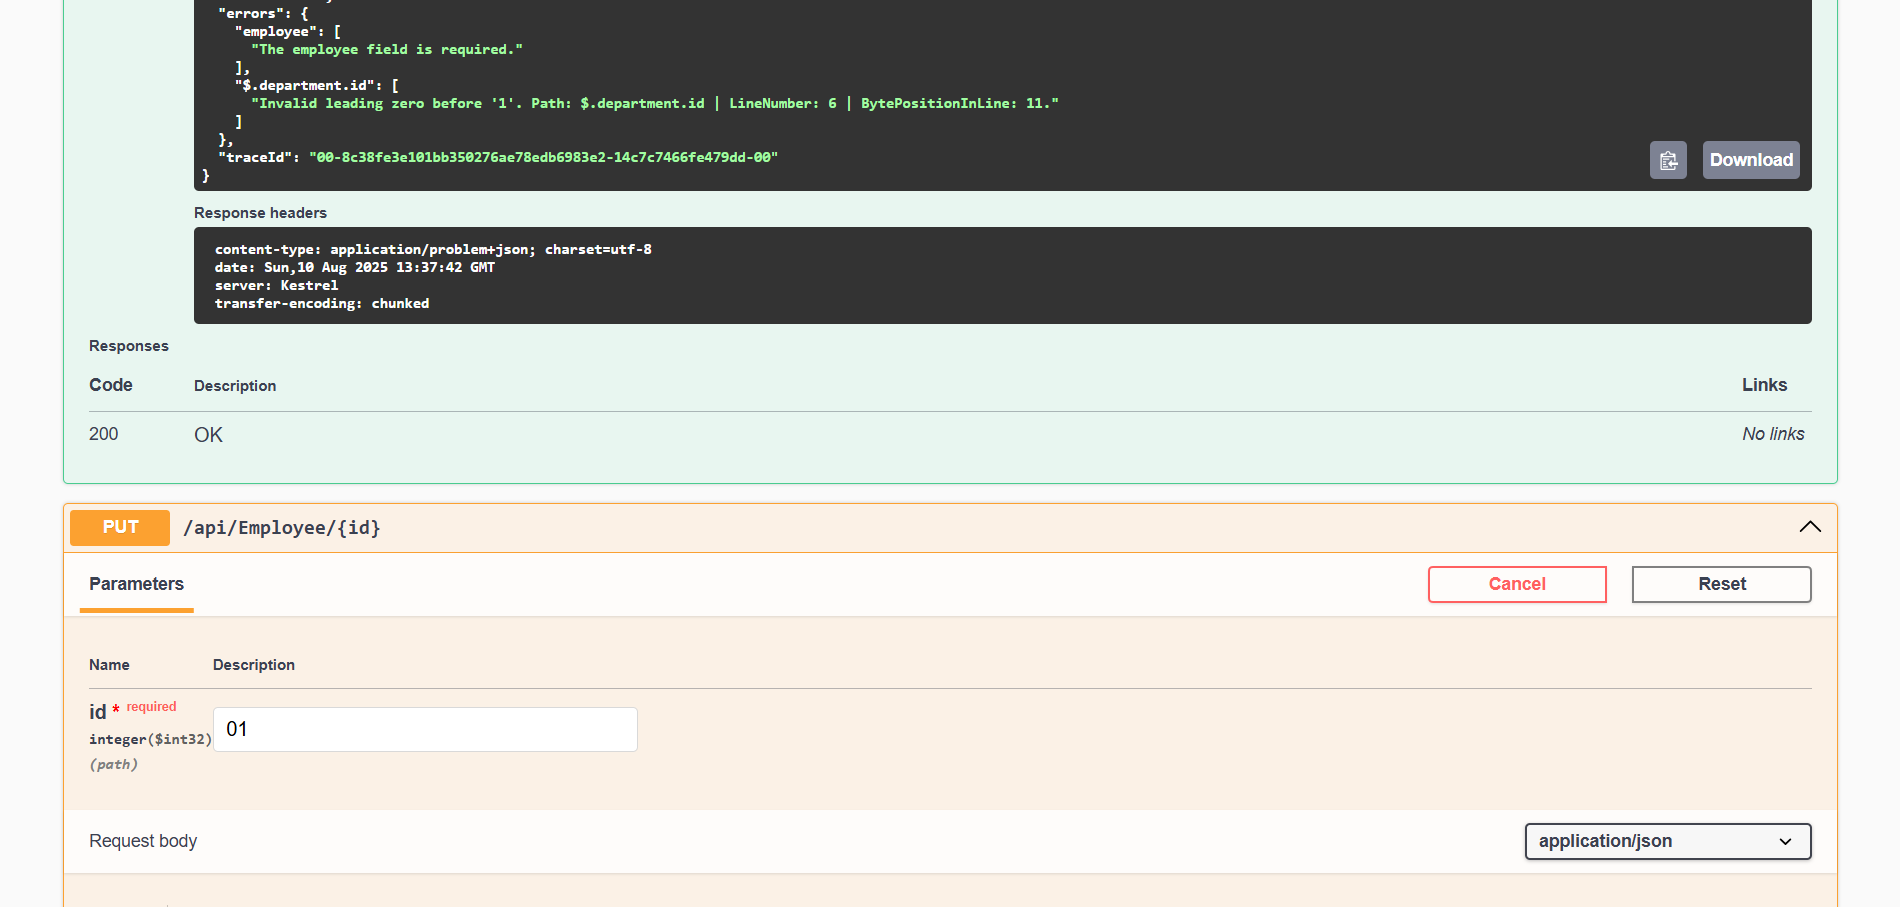 "errors": {
"employee": [
"The employee field is required."
],
"$.department.id": [
"Invalid leading zero before '1'. Path: $.department.id | LineNumber: 6 | BytePositionInLine: 11."
]
},
"traceId": "00-8c38fe3e101bb350276ae78edb6983e2-14c7c7466fe479dd-00"
}
Download
Response headers
content-type: application/problem+json; charset=utf-8
date: Sun,10 Aug 2025 13:37:42 GMT
server: Kestrel
transfer-encoding: chunked
Responses
Code Description Links
200 OK No links
PUT /api/Employee/{id}
Parameters Cancel Reset
Name Description
id * required
integer($int32)
(path)
01
Request body application/json